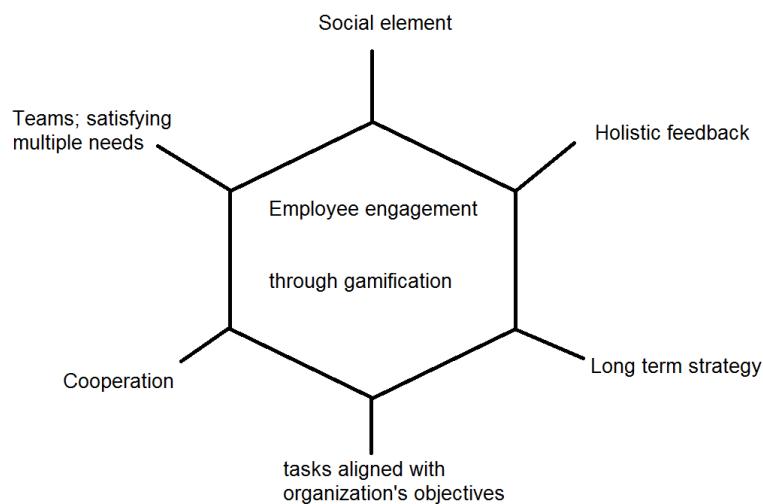 Social element
Teams; satisfying
multiple needs
Holistic feedback
Employee engagement
through gamification
Cooperation
Long term strategy
tasks aligned with
organization's objectives